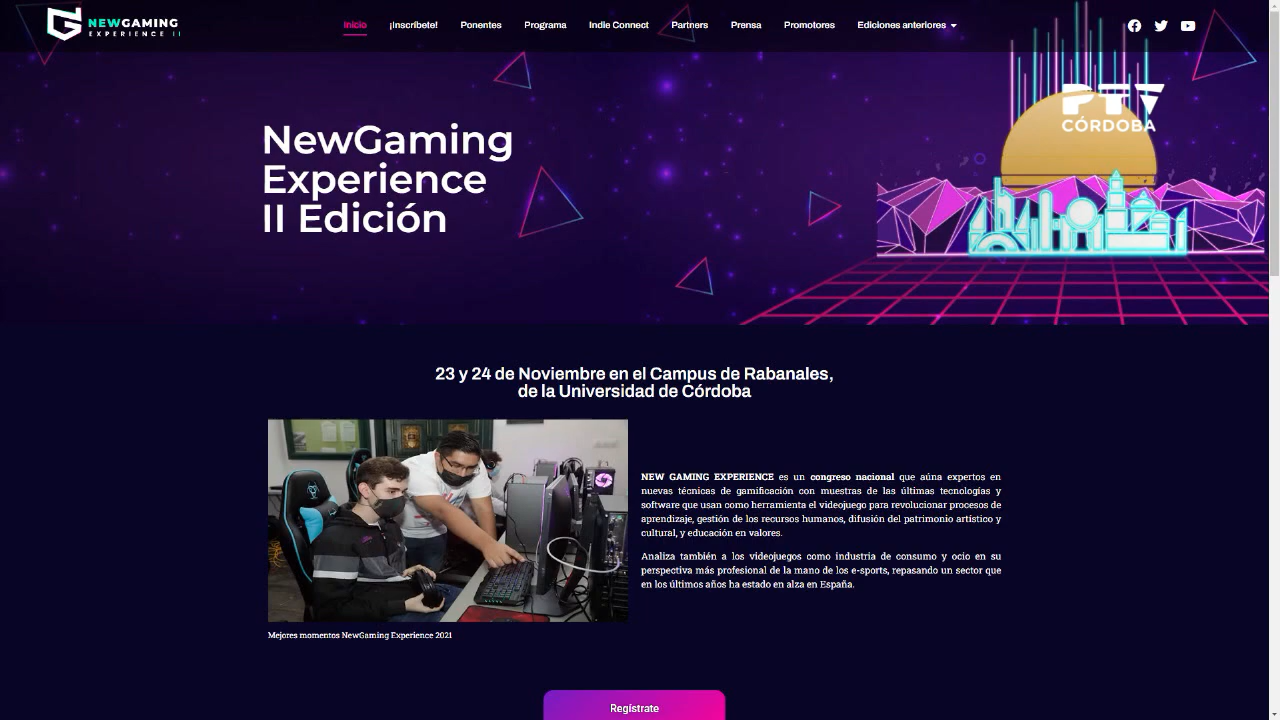 NEWGAMING
EXPERIENCE II
Inicio
¡Inscríbete!
Ponentes
Programa
Indie Connect
Partners
Prensa
Promotores
Ediciones anteriores
PTV
CÓRDOBA
NewGaming
Experience
II Edición
23 y 24 de Noviembre en el Campus de Rabanales,
de la Universidad de Córdoba
NEW GAMING EXPERIENCE es un congreso nacional que aúna expertos en
nuevas técnicas de gamificación con muestras de las últimas tecnologías y
software que usan como herramienta el videojuego para revolucionar procesos de
aprendizaje, gestión de los recursos humanos, difusión del patrimonio artístico y
cultural, y educación en valores.
Analiza también a los videojuegos como industria de consumo y ocio en su
perspectiva más profesional de la mano de los e-sports, repasando un sector que
en los últimos años ha estado en alza en España.
Mejores momentos NewGaming Experience 2021
Regístrate